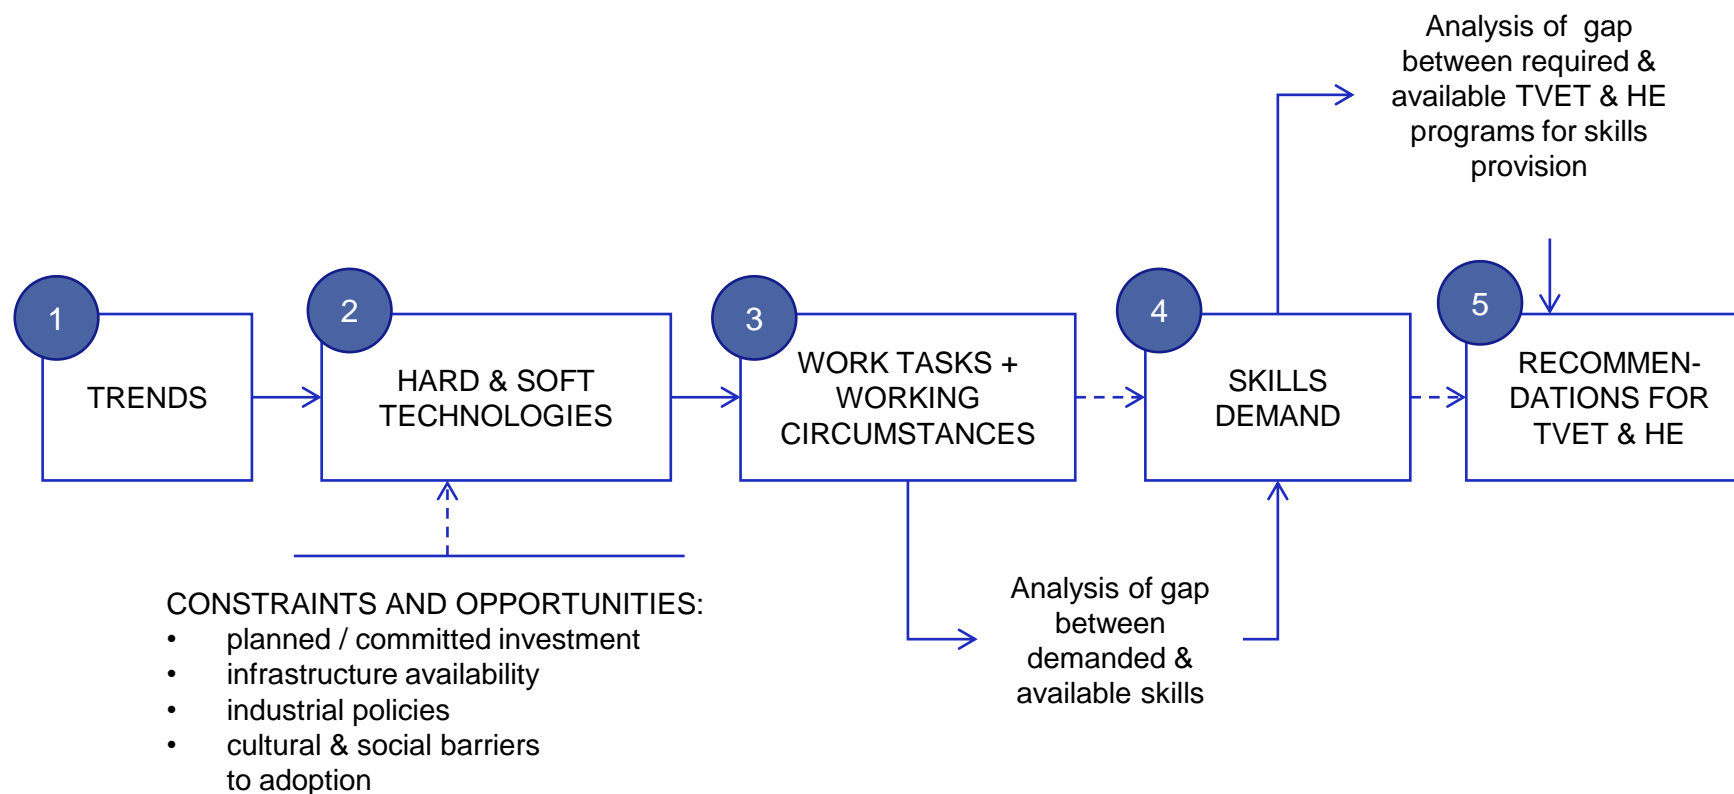 Analysis of gap
between required &
available TVET & HE
programs for skills
provision
1
TRENDS
2
HARD & SOFT
TECHNOLOGIES
3
WORK TASKS +
WORKING
CIRCUMSTANCES
4
SKILLS
DEMAND
5
RECOMMEN-
DATIONS FOR
TVET & HE
CONSTRAINTS AND OPPORTUNITIES:
• planned / committed investment
• infrastructure availability
• industrial policies
• cultural & social barriers
to adoption
Analysis of gap
between
demanded &
available skills